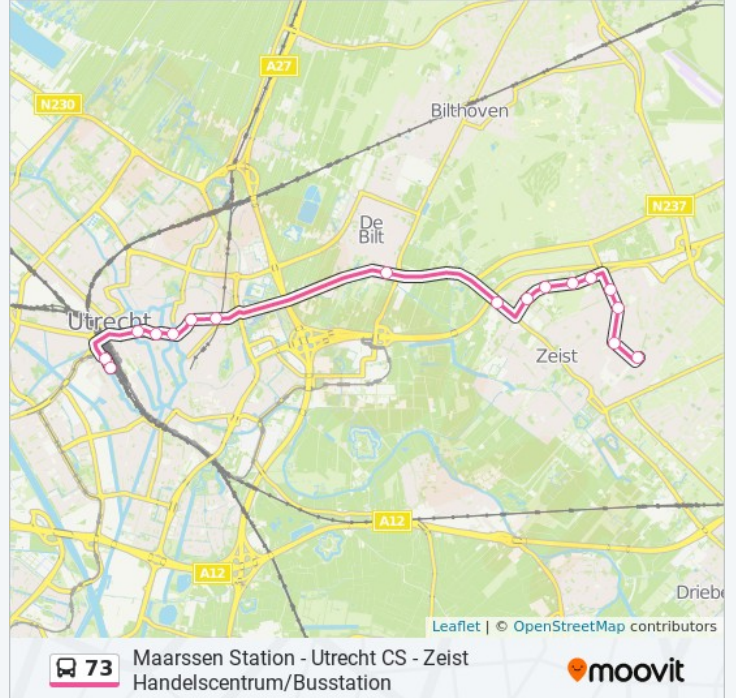 A27
N230
Bilthoven
N237
De
Bilt
Utrecht
Zeist
A12
A12
Driebe
Leaflet | © OpenStreetMap contributors
73
Maarssen Station - Utrecht CS - Zeist
Handelscentrum/Busstation
moovit